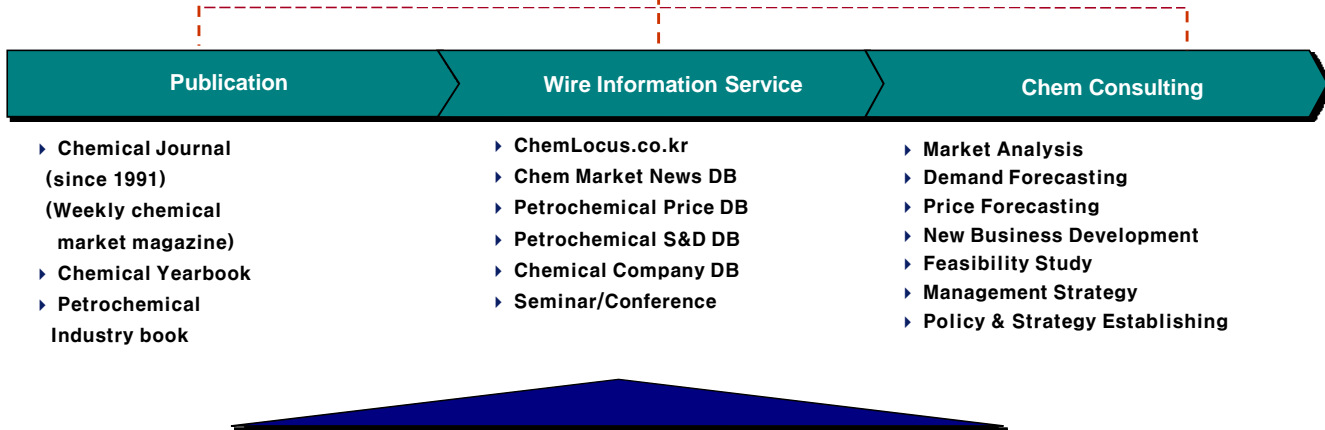 Publication
Wire Information Service
Chem Consulting
Chemical Journal
(since 1991)
(Weekly chemical
market magazine)
Chemical Yearbook
Petrochemical
Industry book
ChemLocus.co.kr
Chem Market News DB
Petrochemical Price DB
Petrochemical S&D DB
Chemical Company DB
Seminar/Conference
Market Analysis
Demand Forecasting
Price Forecasting
New Business Development
Feasibility Study
Management Strategy
Policy & Strategy Establishing